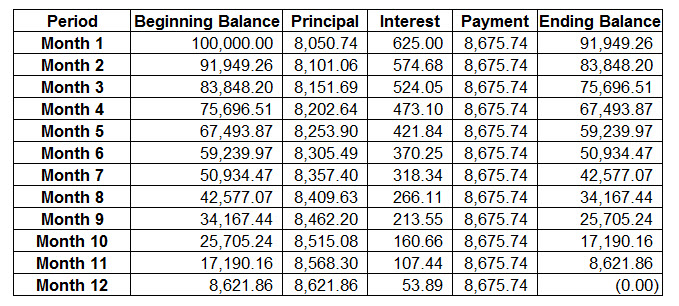 Period Beginning Balance Principal Interest Payment Ending Balance
Month 1 100,000.00 8,050.74 625.00 8,675.74 91,949.26
Month 2 91,949.26 8,101.06 574.68 8,675.74 83,848.20
Month 3 83,848.20 8,151.69 524.05 8,675.74 75,696.51
Month 4 75,696.51 8,202.64 473.10 8,675.74 67,493.87
Month 5 67,493.87 8,253.90 421.84 8,675.74 59,239.97
Month 6 59,239.97 8,305.49 370.25 8,675.74 50,934.47
Month 7 50,934.47 8,357.40 318.34 8,675.74 42,577.07
Month 8 42,577.07 8,409.63 266.11 8,675.74 34,167.44
Month 9 34,167.44 8,462.20 213.55 8,675.74 25,705.24
Month 10 25,705.24 8,515.08 160.66 8,675.74 17,190.16
Month 11 17,190.16 8,568.30 107.44 8,675.74 8,621.86
Month 12 8,621.86 8,621.86 53.89 8,675.74 (0.00)